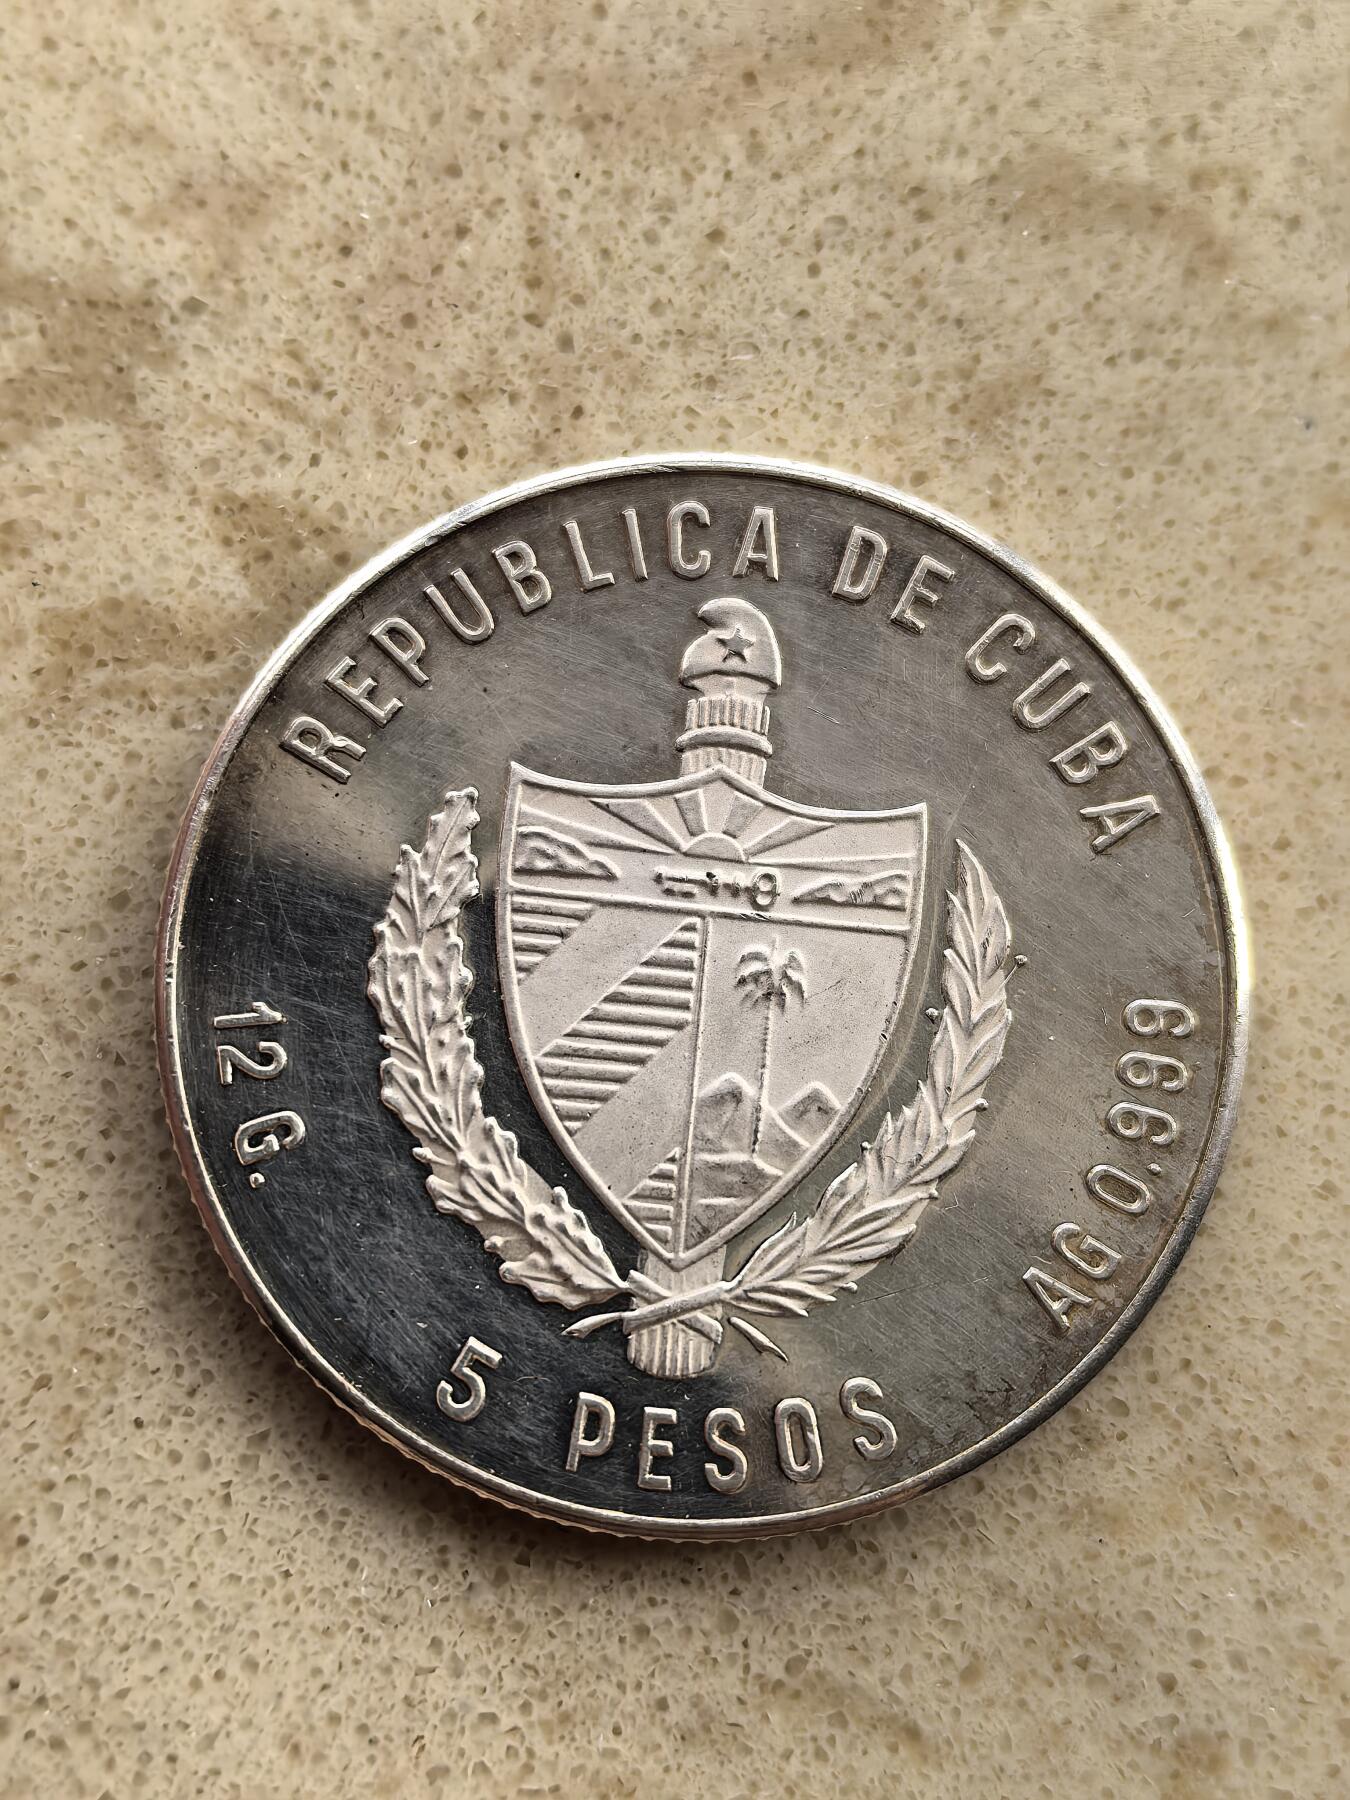 REPUBLICA DE CUBA
12 G.
AG 0.999
5 PESOS